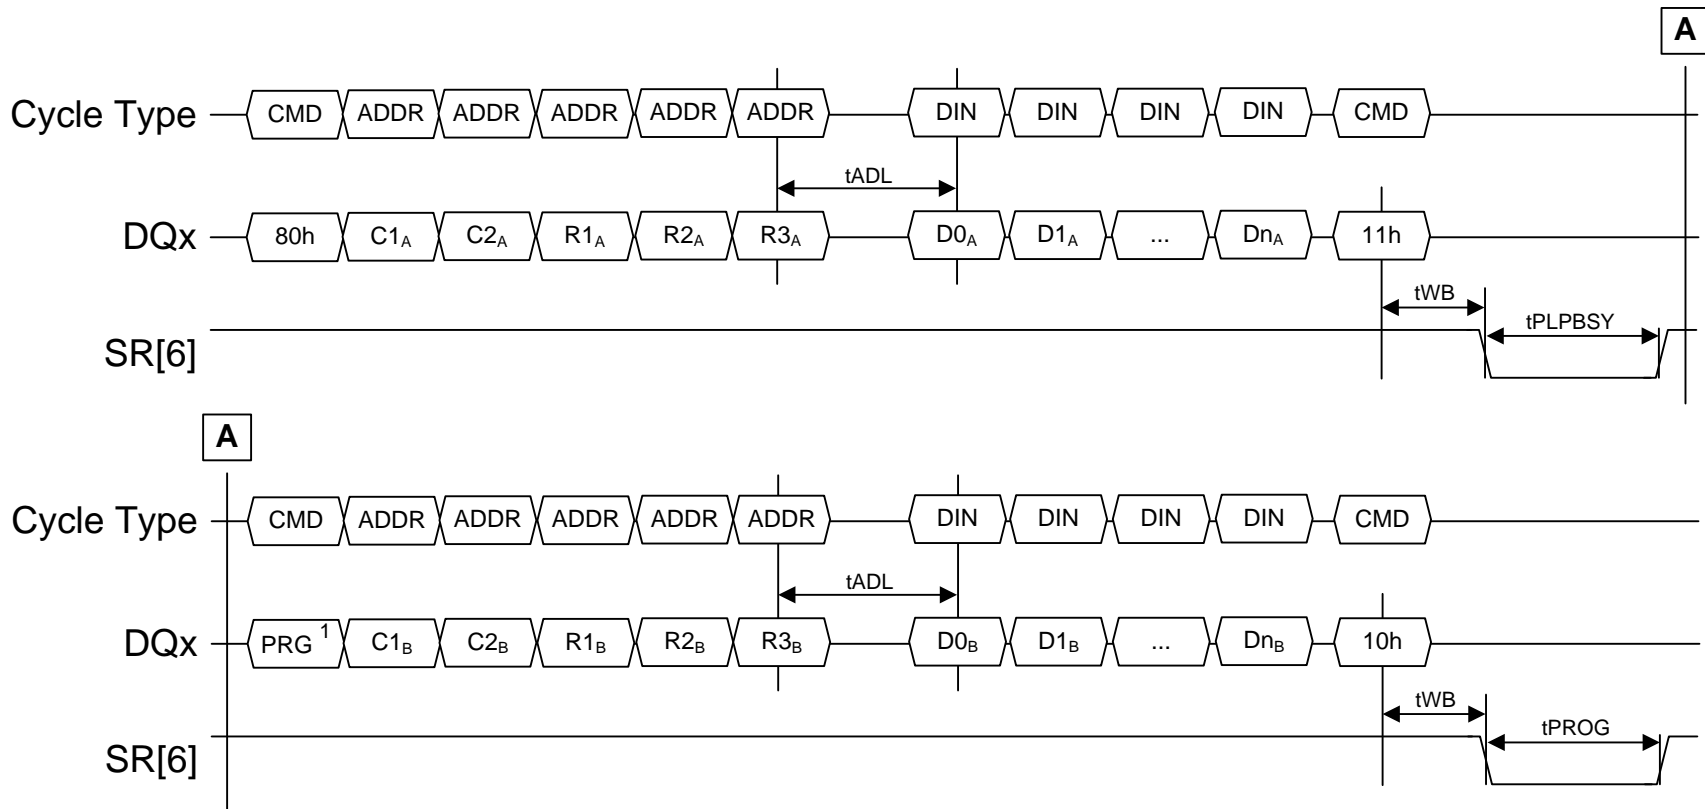 A
Cycle Type CMD ADDR ADDR ADDR ADDR ADDR DIN DIN DIN DIN CMD
tADL
DQx 80h C1A C2A R1A R2A R3A D0A D1A ... DnA 11h
tWB
tPLPBSY
SR[6]
A
Cycle Type CMD ADDR ADDR ADDR ADDR ADDR DIN DIN DIN DIN CMD
tADL
DQx PRG 1 C1B C2B R1B R2B R3B D0B D1B ... DnB 10h
tWB
tPROG
SR[6]